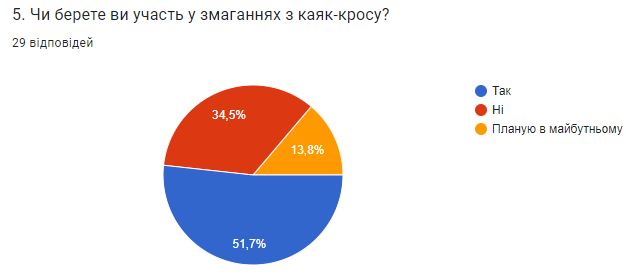 5. Чи берете ви участь у змаганнях з каяк-кросу?
29 відповідей
Так
Ні
Планую в майбутньому
34,5%
13,8%
51,7%